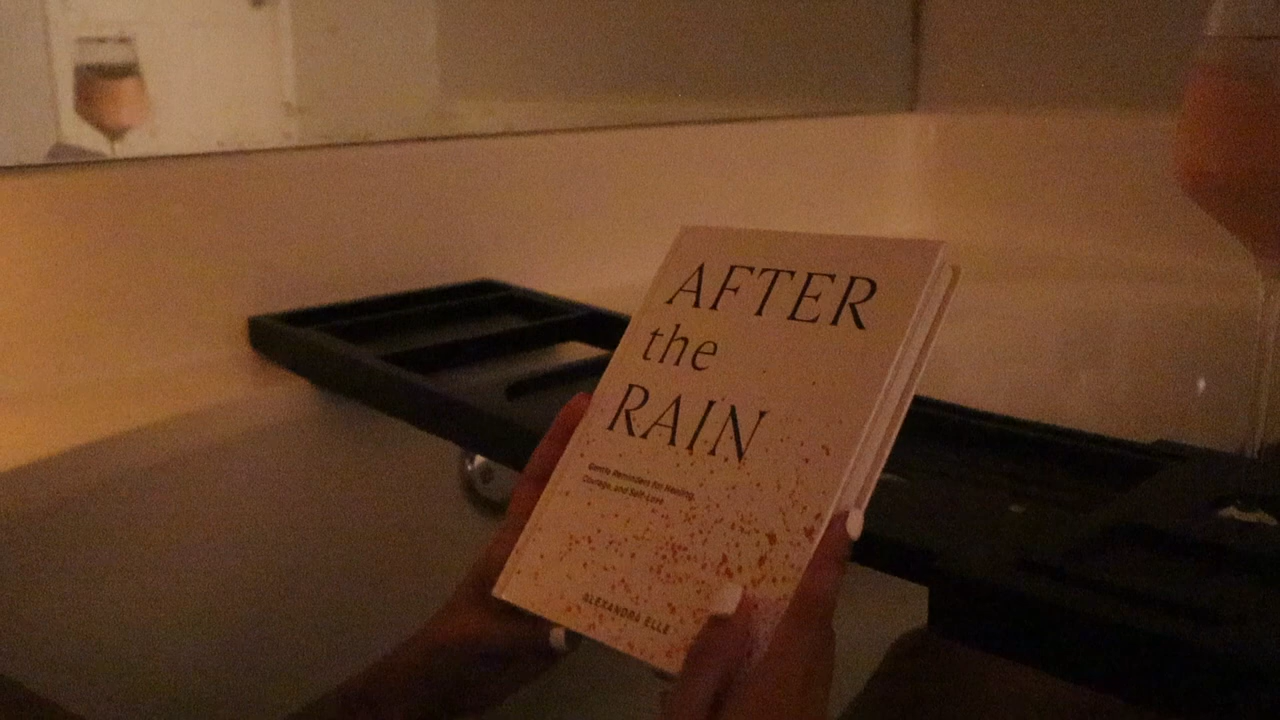 AFTER
the
RAIN
Gentle Reminders for Healing,
Courage, and Self-Love
ALEXANDRA ELLE